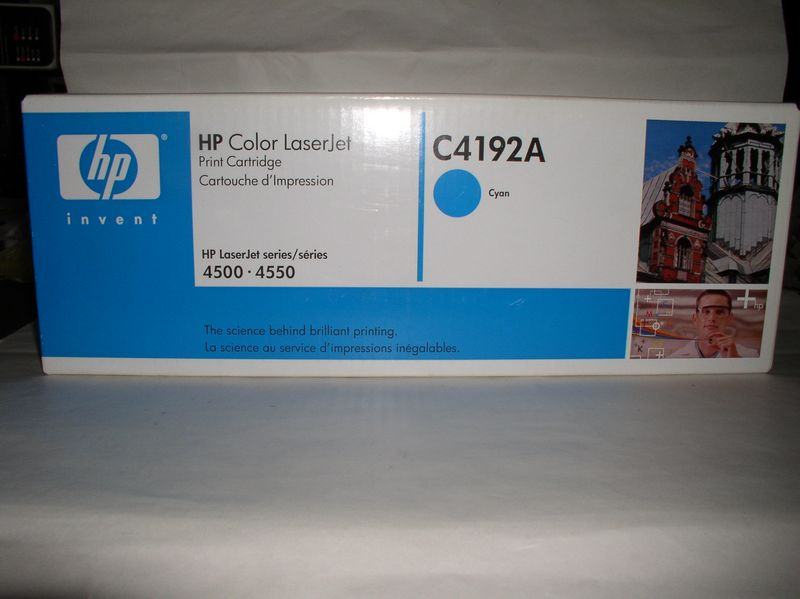 hp
®
invent
HP Color LaserJet
Print Cartridge
Cartouche d'Impression
HP LaserJet series/séries
4500 · 4550
C4192A
Cyan
The science behind brilliant printing.
La science au service d'impressions inégalables.
+hp
M
K